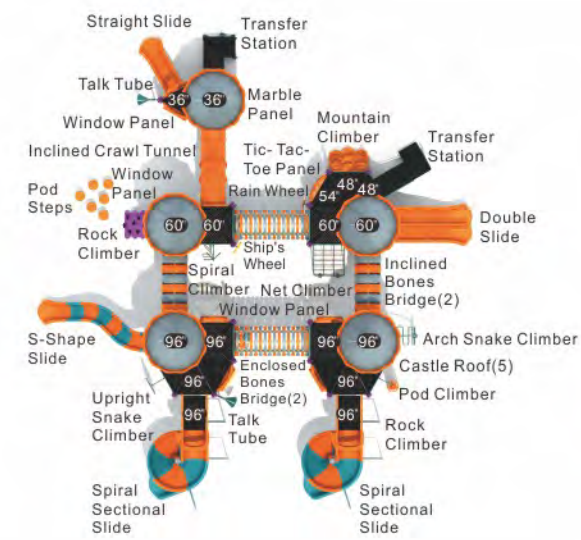 Straight Slide
Transfer
Station
Talk Tube
36"
36"
Marble
Panel
Window Panel
Mountain
Climber
Transfer
Station
Inclined Crawl Tunnel
Tic- Tac-
Toe Panel
Window
Panel
Rain Wheel
48"
48"
54"
Pod
Steps
60"
60"
60"
60"
Double
Slide
Rock
Climber
Ship's
Wheel
Spiral
Climber
Net Climber
Inclined
Bones
Bridge(2)
Window Panel
96"
96"
96"
96"
S-Shape
Slide
Arch Snake Climber
Enclosed
Bones
Bridge(2)
Castle Roof(5)
96"
96"
Pod Climber
Upright
Snake
Climber
96"
Talk
Tube
96"
Rock
Climber
Spiral
Sectional
Slide
Spiral
Sectional
Slide